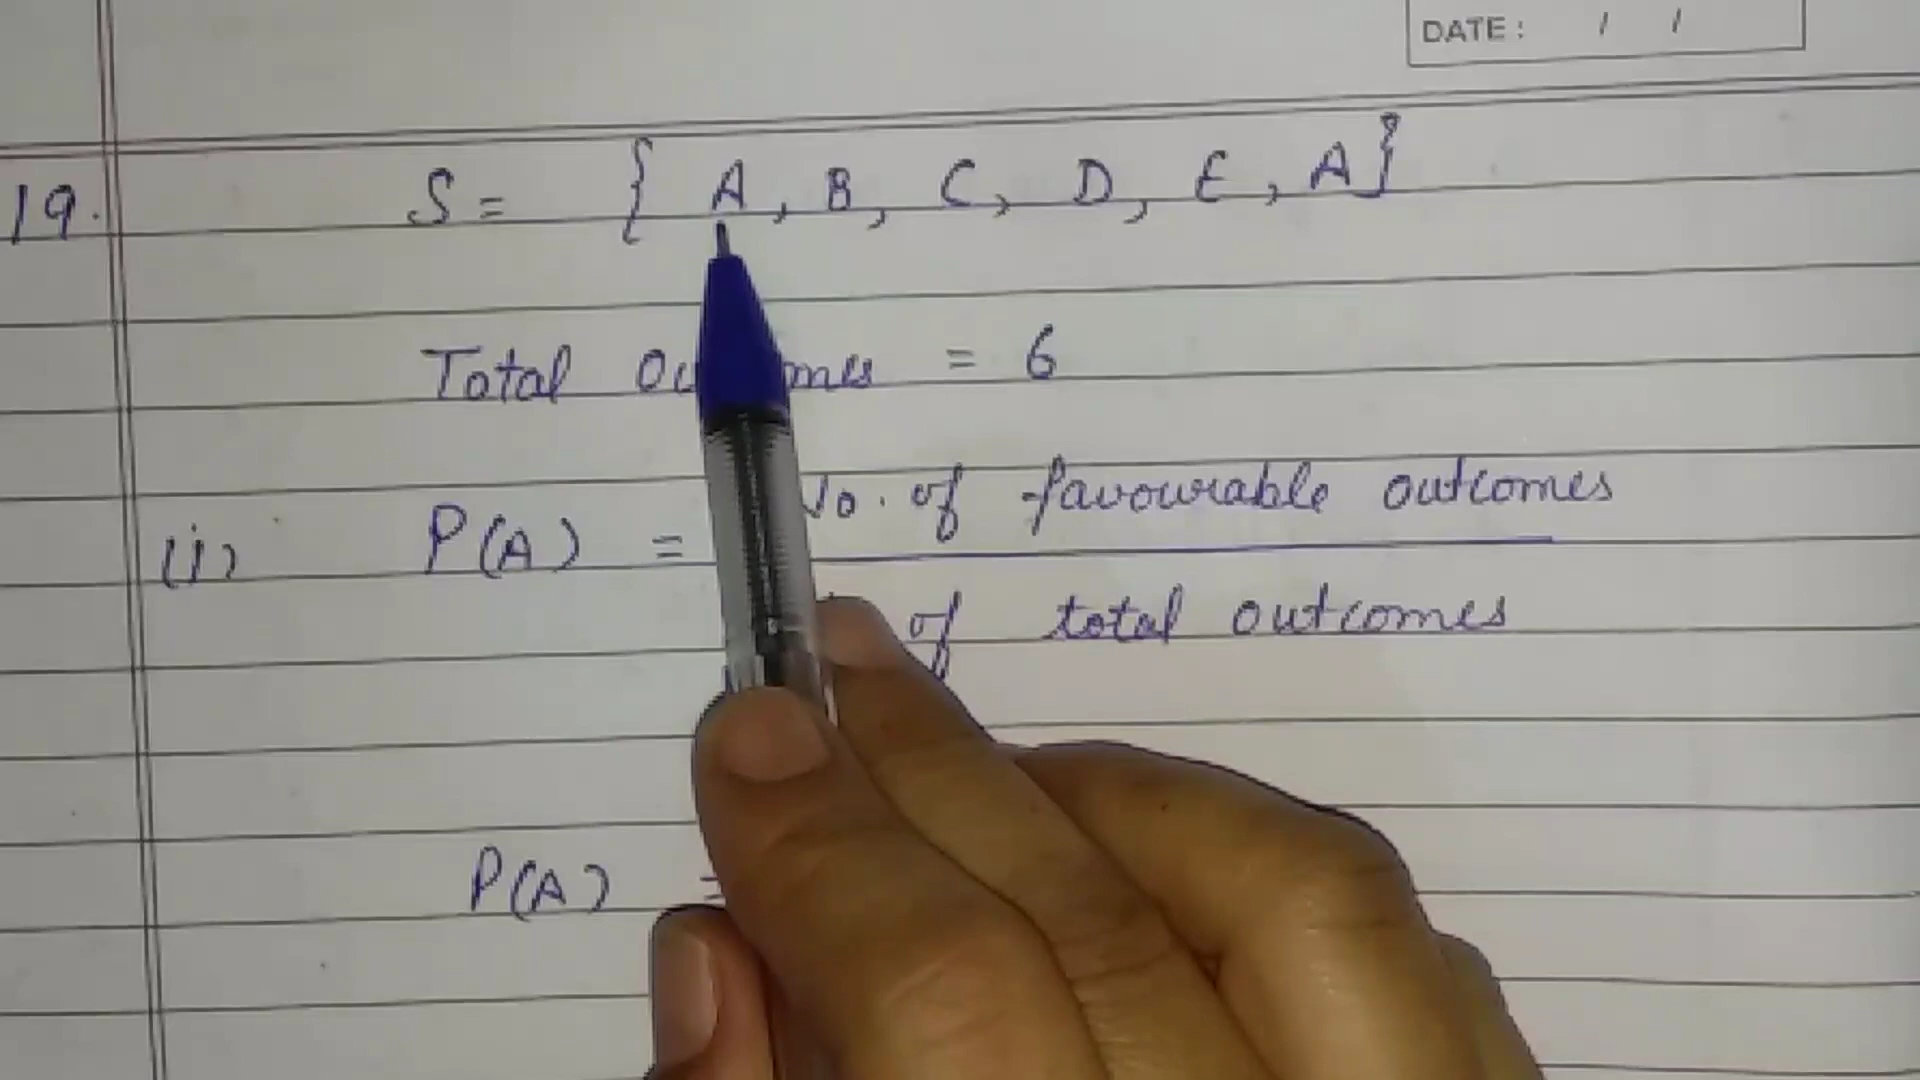 DATE: / /
19. S = { A, B, C, D, E, A }
Total = 6
(i) P(A) = of favourable outcomes
of total outcomes
P(A) =